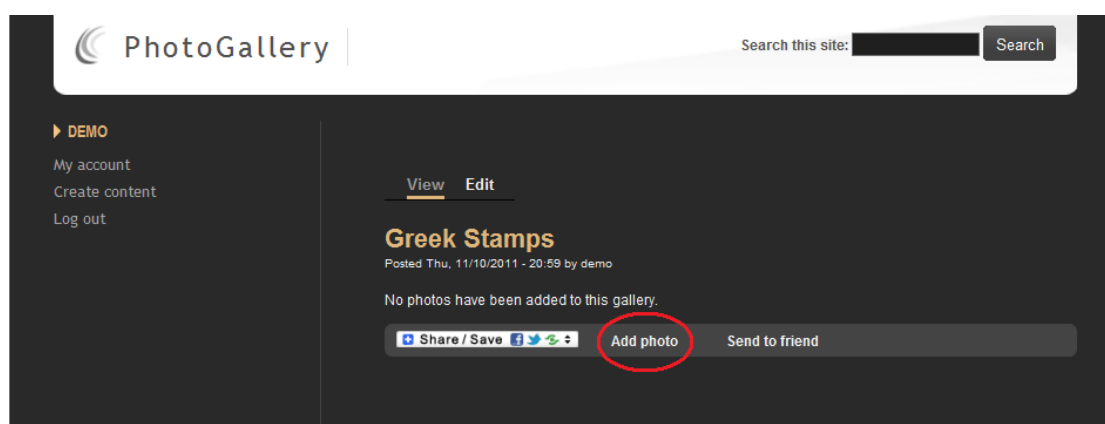 PhotoGallery
Search this site: Search
DEMO
My account
Create content
Log out
View Edit
Greek Stamps
Posted Thu, 11/10/2011 - 20:59 by demo
No photos have been added to this gallery.
Share / Save Add photo Send to friend